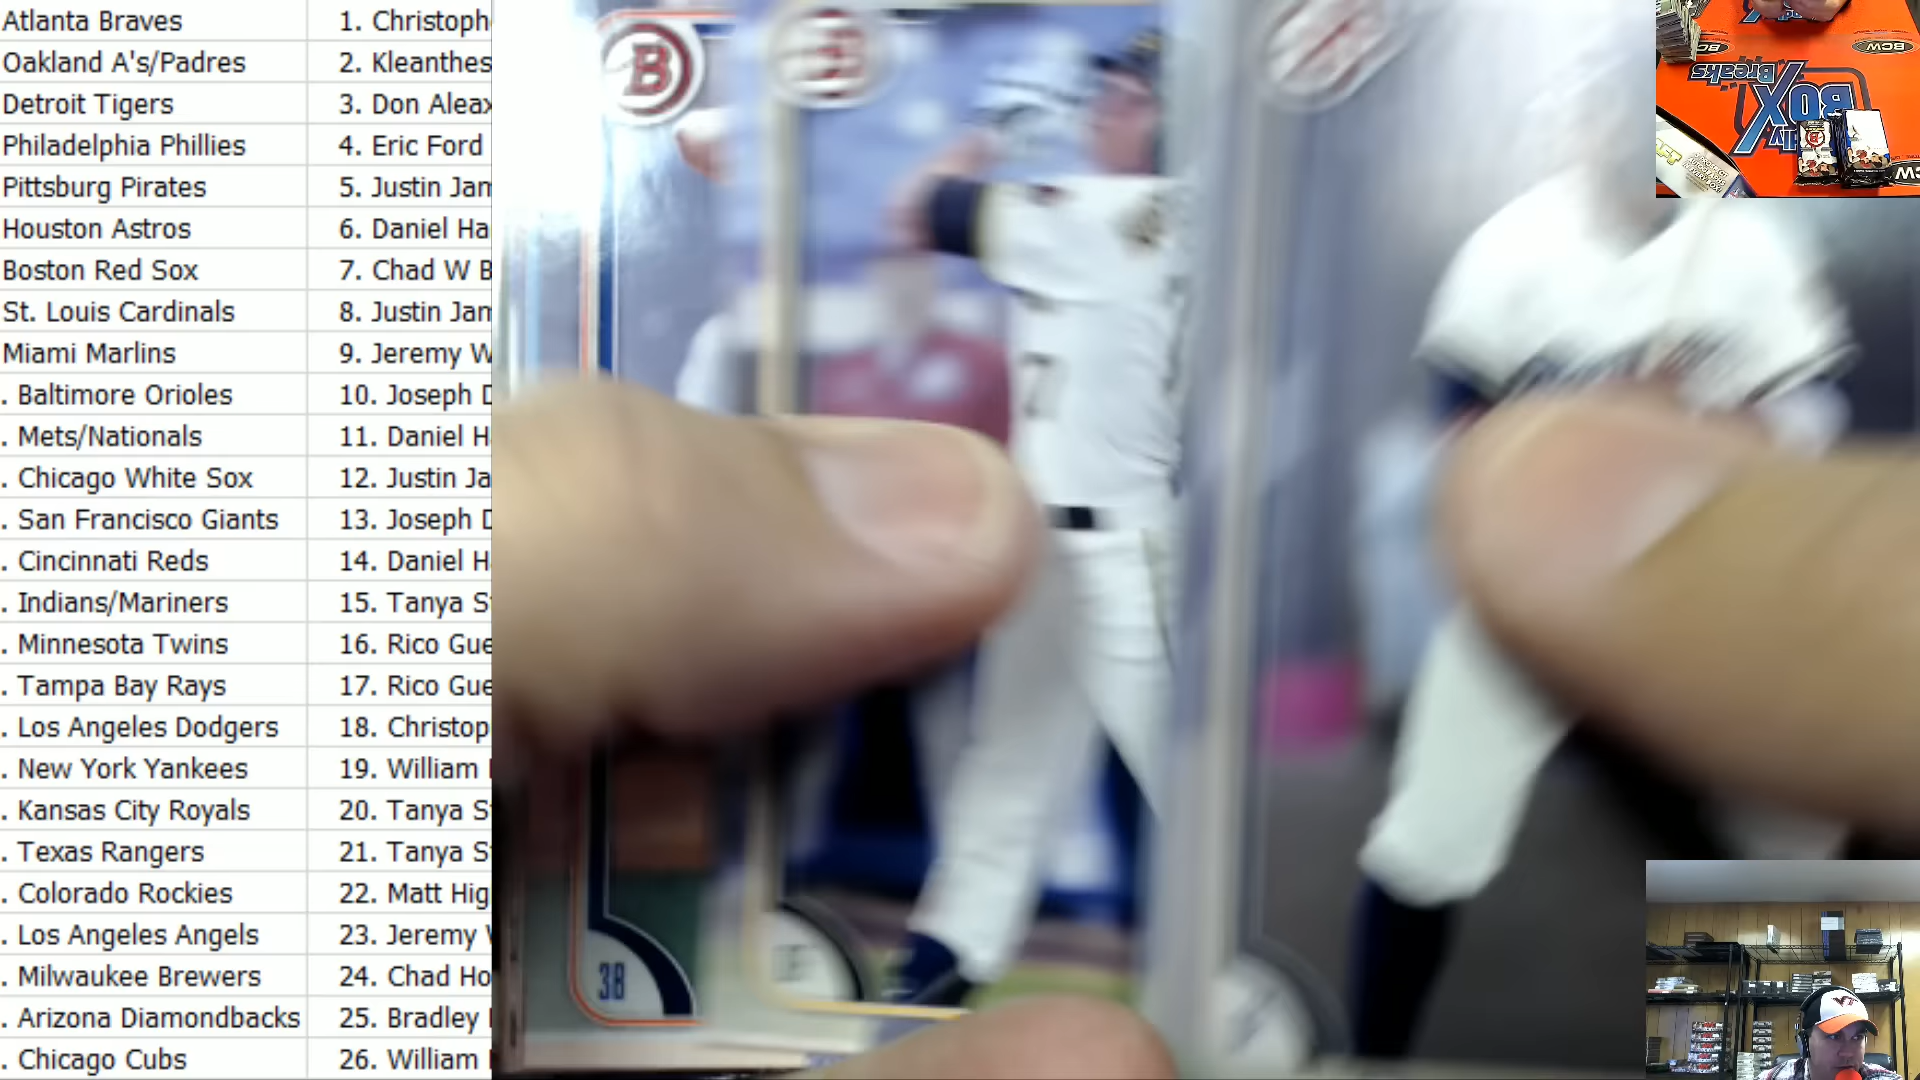 Atlanta Braves 1. Christoph
Oakland A's/Padres 2. Kleanthes
Detroit Tigers 3. Don Aleax
Philadelphia Phillies 4. Eric Ford
Pittsburg Pirates 5. Justin Jam
Houston Astros 6. Daniel Ha
Boston Red Sox 7. Chad W B
St. Louis Cardinals 8. Justin Jam
Miami Marlins 9. Jeremy W
. Baltimore Orioles 10. Joseph D
. Mets/Nationals 11. Daniel H
. Chicago White Sox 12. Justin Ja
. San Francisco Giants 13. Joseph D
. Cincinnati Reds 14. Daniel H
. Indians/Mariners 15. Tanya S
. Minnesota Twins 16. Rico Gue
. Tampa Bay Rays 17. Rico Gue
. Los Angeles Dodgers 18. Christop
. New York Yankees 19. William
. Kansas City Royals 20. Tanya S
. Texas Rangers 21. Tanya S
. Colorado Rockies 22. Matt Hig
. Los Angeles Angels 23. Jeremy
. Milwaukee Brewers 24. Chad Ho
. Arizona Diamondbacks 25. Bradley
. Chicago Cubs 26. William
B
B
38
BCW
BCW
Breaks
BOX
VT